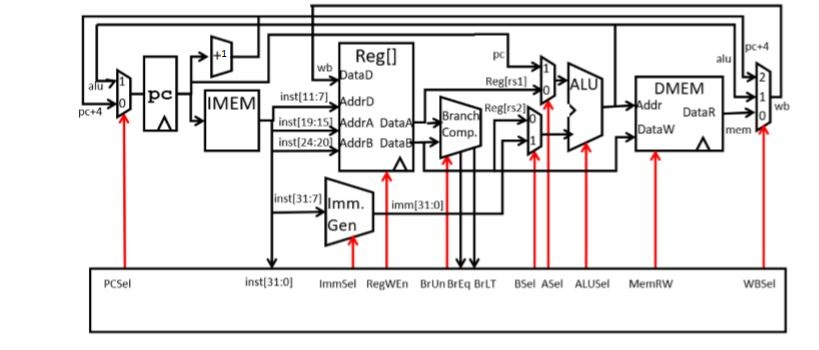 pc+4
alu
wb
pc
+1
Reg[]
DataD
inst[11:7]
AddrD
inst[19:15]
AddrA DataA
inst[24:20]
AddrB DataB
IMEM
pc
alu
1
0
pc+4
Branch
Comp.
Reg[rs1]
Reg[rs2]
1
0
0
1
ALU
DMEM
Addr
DataR
DataW
mem
2
1
0
wb
inst[31:7]
Imm.
Gen
imm[31:0]
PCSel
inst[31:0]
ImmSel
RegWEn
BrUn
BrEq
BrLT
BSel
ASel
ALUSel
MemRW
WBSel